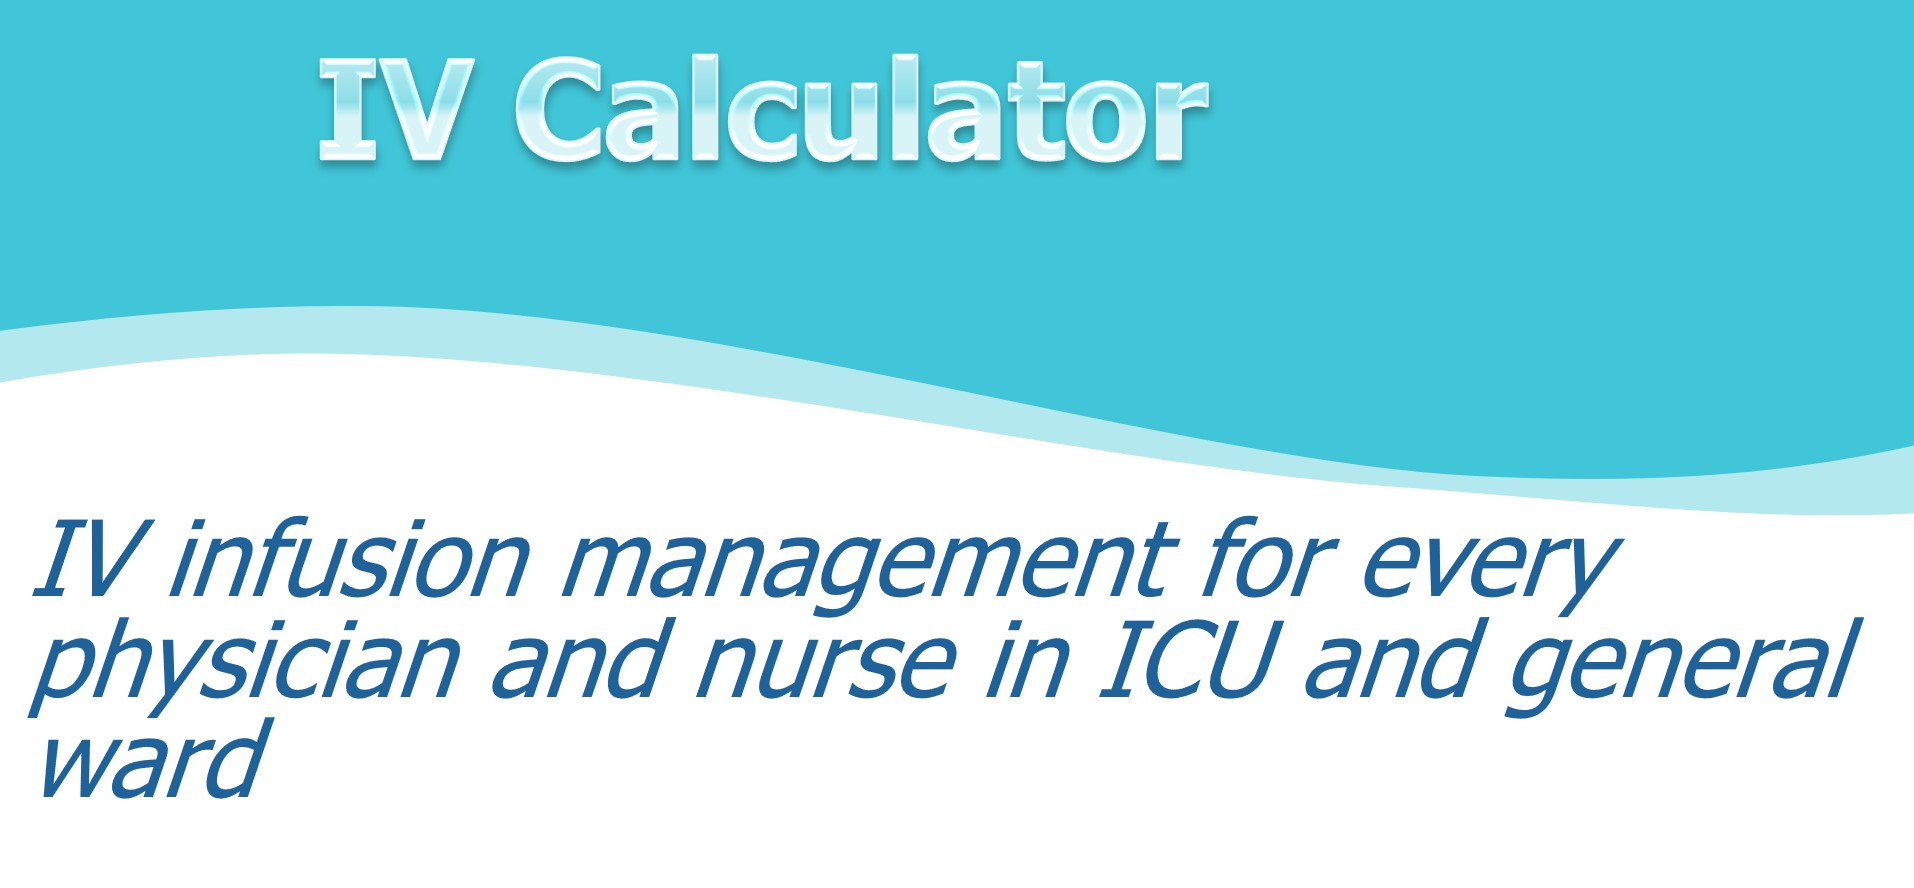 IV Calculator
IV infusion management for every
physician and nurse in ICU and general
ward